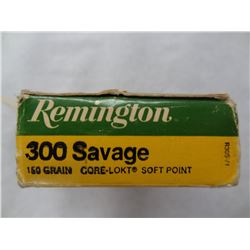 Remington
300 Savage
150 GRAIN CORE-LOKT® SOFT POINT